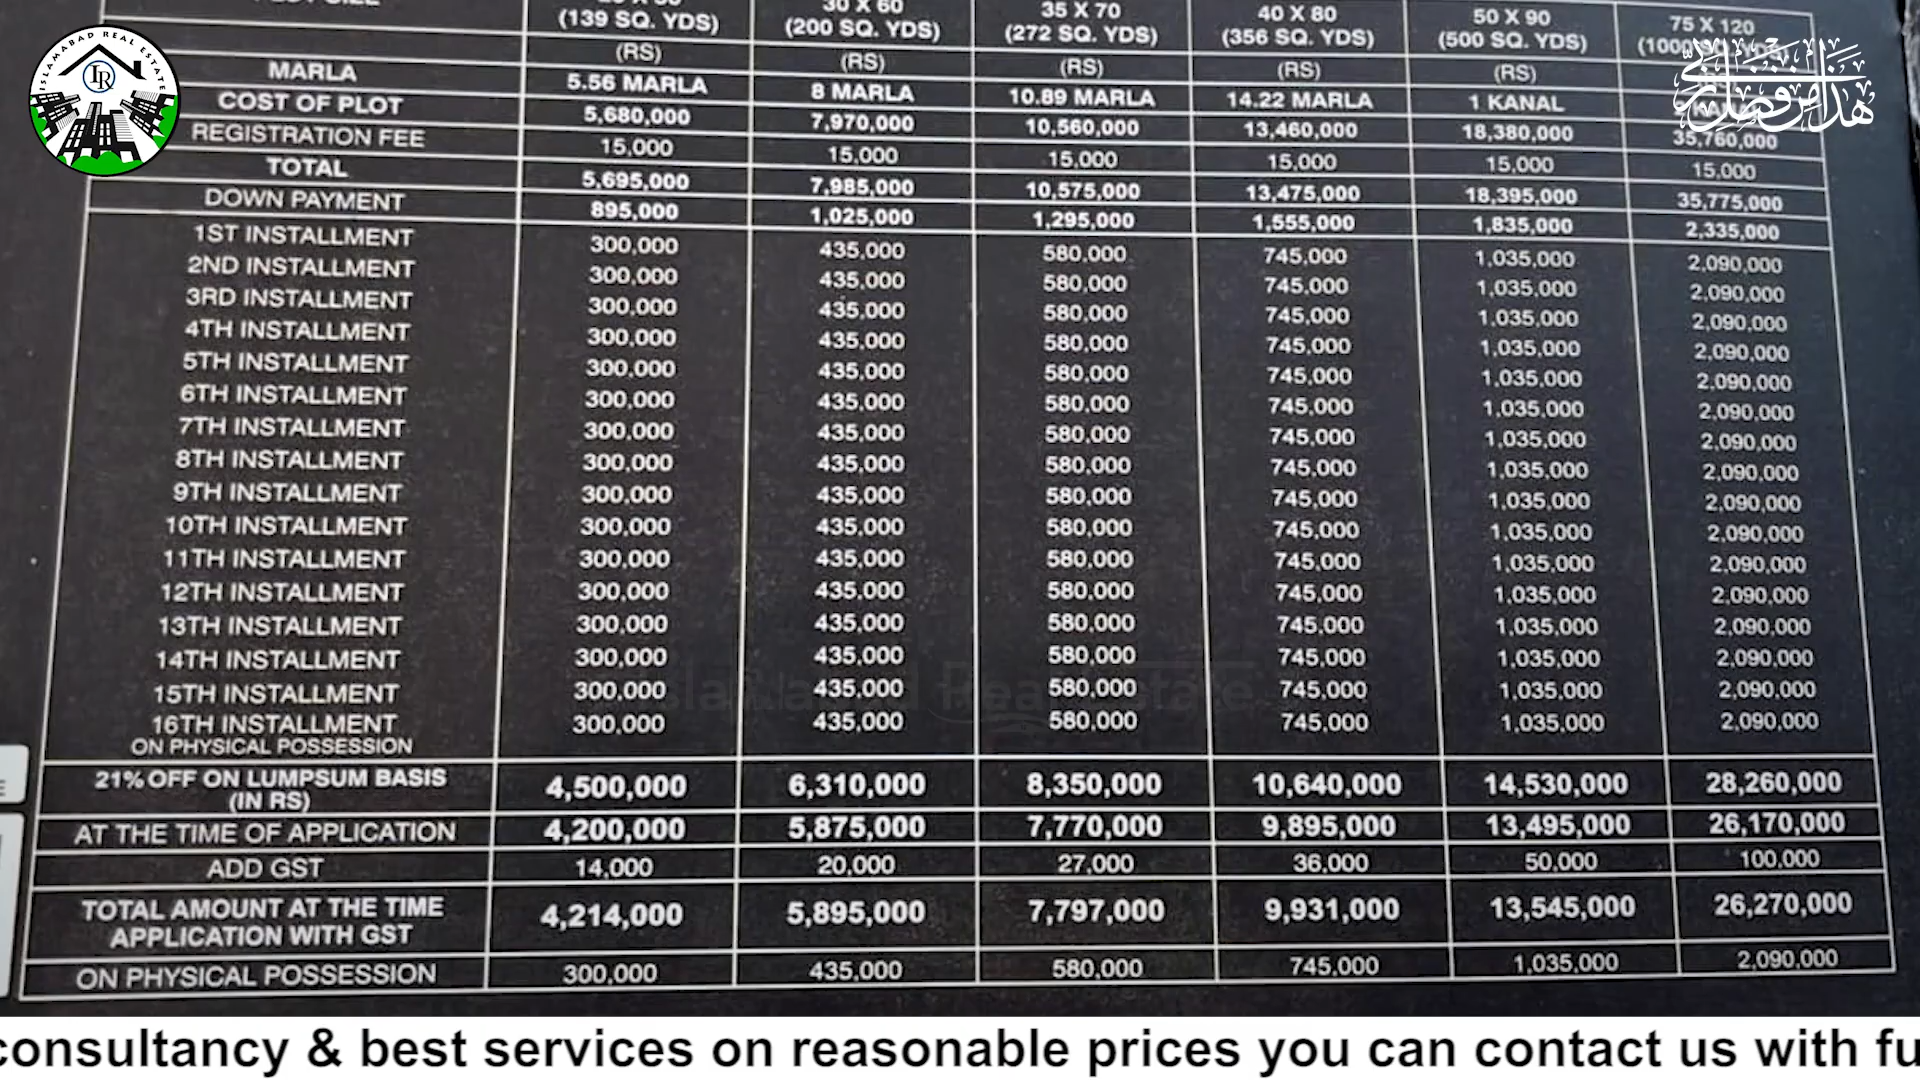 ISLAMABAD REAL ESTATE
IR
هَٰذَا مِن فَضْلِ رَبِّي
30 X 60 35 X 70 40 X 80 50 X 90 75 X 120
(139 SQ. YDS) (200 SQ. YDS) (272 SQ. YDS) (356 SQ. YDS) (500 SQ. YDS)
(RS) (RS) (RS) (RS) (RS)
MARLA 5.56 MARLA 8 MARLA 10.89 MARLA 14.22 MARLA 1 KANAL
COST OF PLOT 5,680,000 7,970,000 10,560,000 13,460,000 18,380,000 35,760,000
REGISTRATION FEE 15,000 15,000 15,000 15,000 15,000 15,000
TOTAL 5,695,000 7,985,000 10,575,000 13,475,000 18,395,000 35,775,000
DOWN PAYMENT 895,000 1,025,000 1,295,000 1,555,000 1,835,000 2,335,000
1ST INSTALLMENT 300,000 435,000 580,000 745,000 1,035,000 2,090,000
2ND INSTALLMENT 300,000 435,000 580,000 745,000 1,035,000 2,090,000
3RD INSTALLMENT 300,000 435,000 580,000 745,000 1,035,000 2,090,000
4TH INSTALLMENT 300,000 435,000 580,000 745,000 1,035,000 2,090,000
5TH INSTALLMENT 300,000 435,000 580,000 745,000 1,035,000 2,090,000
6TH INSTALLMENT 300,000 435,000 580,000 745,000 1,035,000 2,090,000
7TH INSTALLMENT 300,000 435,000 580,000 745,000 1,035,000 2,090,000
8TH INSTALLMENT 300,000 435,000 580,000 745,000 1,035,000 2,090,000
9TH INSTALLMENT 300,000 435,000 580,000 745,000 1,035,000 2,090,000
10TH INSTALLMENT 300,000 435,000 580,000 745,000 1,035,000 2,090,000
11TH INSTALLMENT 300,000 435,000 580,000 745,000 1,035,000 2,090,000
12TH INSTALLMENT 300,000 435,000 580,000 745,000 1,035,000 2,090,000
13TH INSTALLMENT 300,000 435,000 580,000 745,000 1,035,000 2,090,000
14TH INSTALLMENT 300,000 435,000 580,000 745,000 1,035,000 2,090,000
15TH INSTALLMENT 300,000 435,000 580,000 745,000 1,035,000 2,090,000
16TH INSTALLMENT 300,000 435,000 580,000 745,000 1,035,000 2,090,000
ON PHYSICAL POSSESSION
21% OFF ON LUMPSUM BASIS
(IN RS) 4,500,000 6,310,000 8,350,000 10,640,000 14,530,000 28,260,000
AT THE TIME OF APPLICATION 4,200,000 5,875,000 7,770,000 9,895,000 13,495,000 26,170,000
ADD GST 14,000 20,000 27,000 36,000 50,000 100,000
TOTAL AMOUNT AT THE TIME
APPLICATION WITH GST 4,214,000 5,895,000 7,797,000 9,931,000 13,545,000 26,270,000
ON PHYSICAL POSSESSION 300,000 435,000 580,000 745,000 1,035,000 2,090,000
consultancy & best services on reasonable prices you can contact us with fu